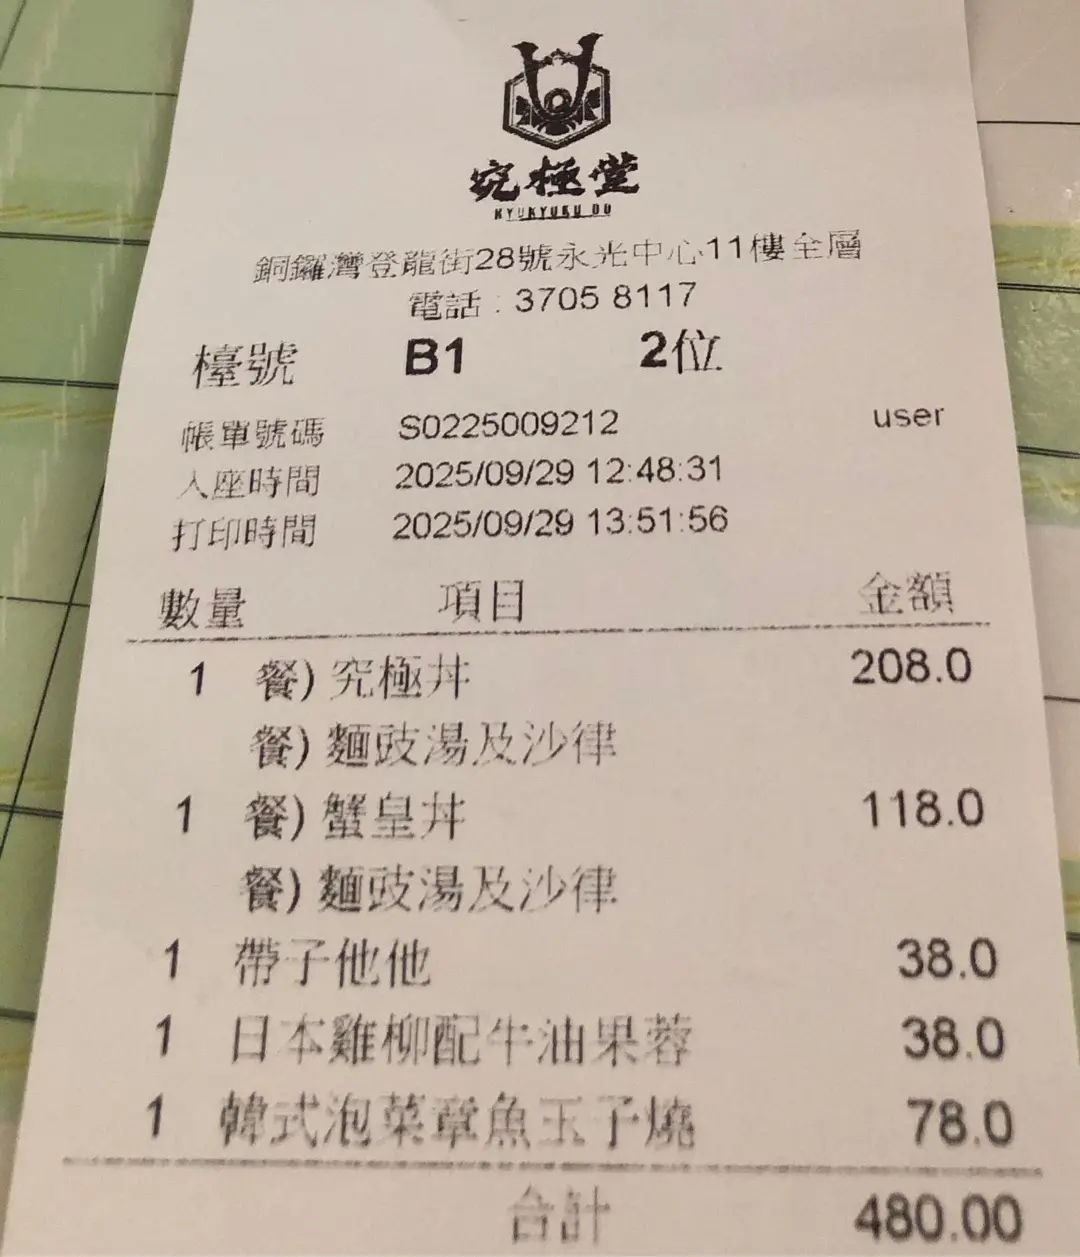 究極堂
KYUKYOKU DO
銅鑼灣登龍街28號永光中心11樓全層
電話：3705 8117
檯號 B1 2位
帳單號碼 S0225009212 user
入座時間 2025/09/29 12:48:31
打印時間 2025/09/29 13:51:56
數量 項目 金額
1 餐) 究極丼 208.0
餐) 麵豉湯及沙律
1 餐) 蟹皇丼 118.0
餐) 麵豉湯及沙律
1 帶子他他 38.0
1 日本雞柳配牛油果蓉 38.0
1 韓式泡菜章魚玉子燒 78.0
合計 480.00